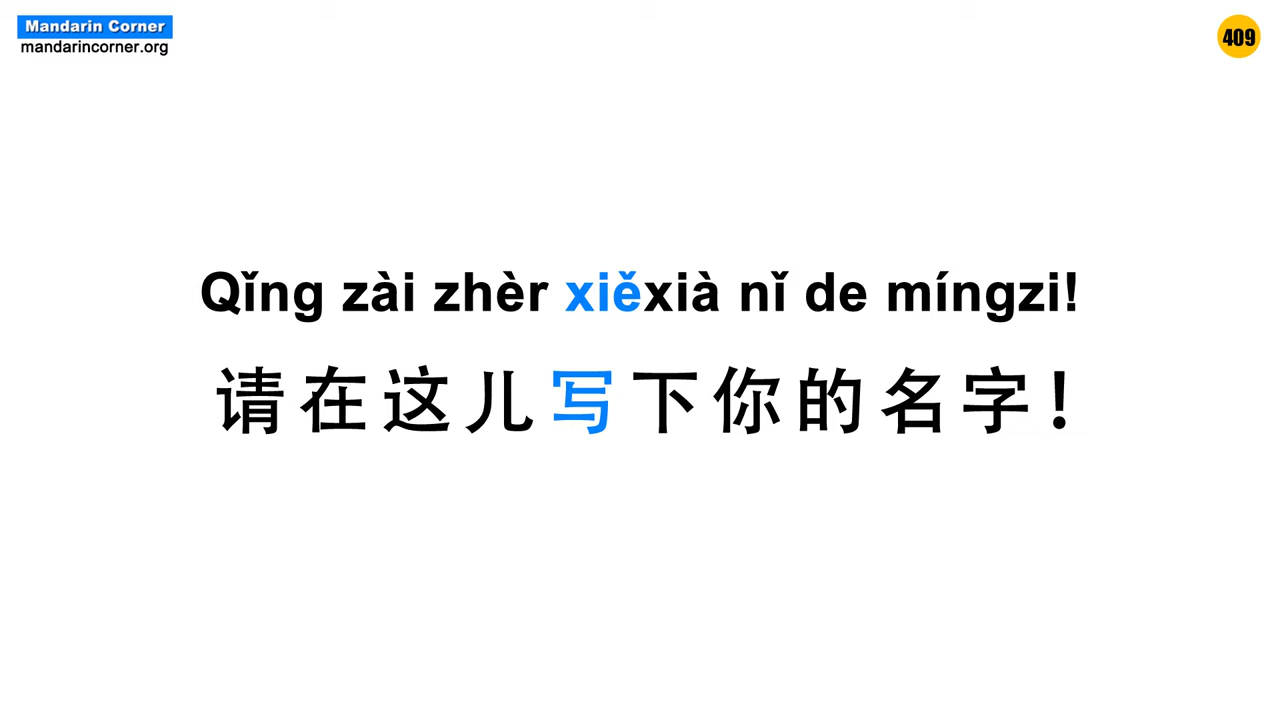 Mandarin Corner
mandarincorner.org
409
Qǐng zài zhèr xiěxià nǐ de míngzi!
请在这儿写下你的名字！